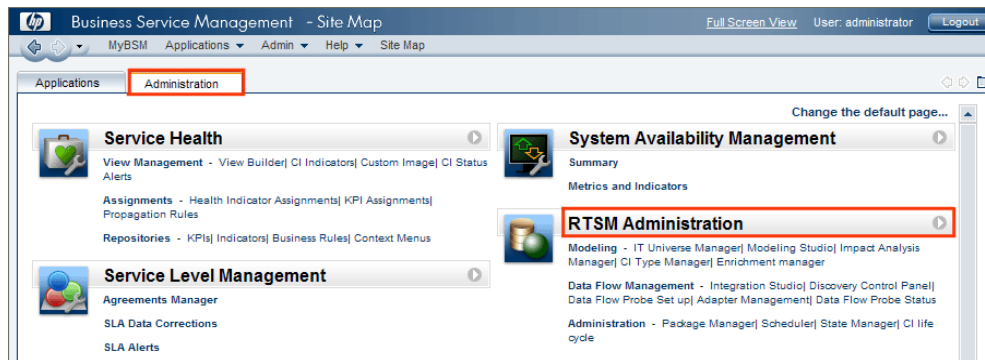 hp Business Service Management - Site Map Full Screen View User: administrator Logout
MyBSM Applications Admin Help Site Map
Applications Administration
Change the default page...
Service Health
View Management - View Builder| CI Indicators| Custom Image| CI Status
Alerts
Assignments - Health Indicator Assignments| KPI Assignments|
Propagation Rules
Repositories - KPIs| Indicators| Business Rules| Context Menus
Service Level Management
Agreements Manager
SLA Data Corrections
SLA Alerts
System Availability Management
Summary
Metrics and Indicators
RTSM Administration
Modeling - IT Universe Manager| Modeling Studio| Impact Analysis
Manager| CI Type Manager| Enrichment manager
Data Flow Management - Integration Studio| Discovery Control Panel|
Data Flow Probe Set up| Adapter Management| Data Flow Probe Status
Administration - Package Manager| Scheduler| State Manager| CI life
cycle